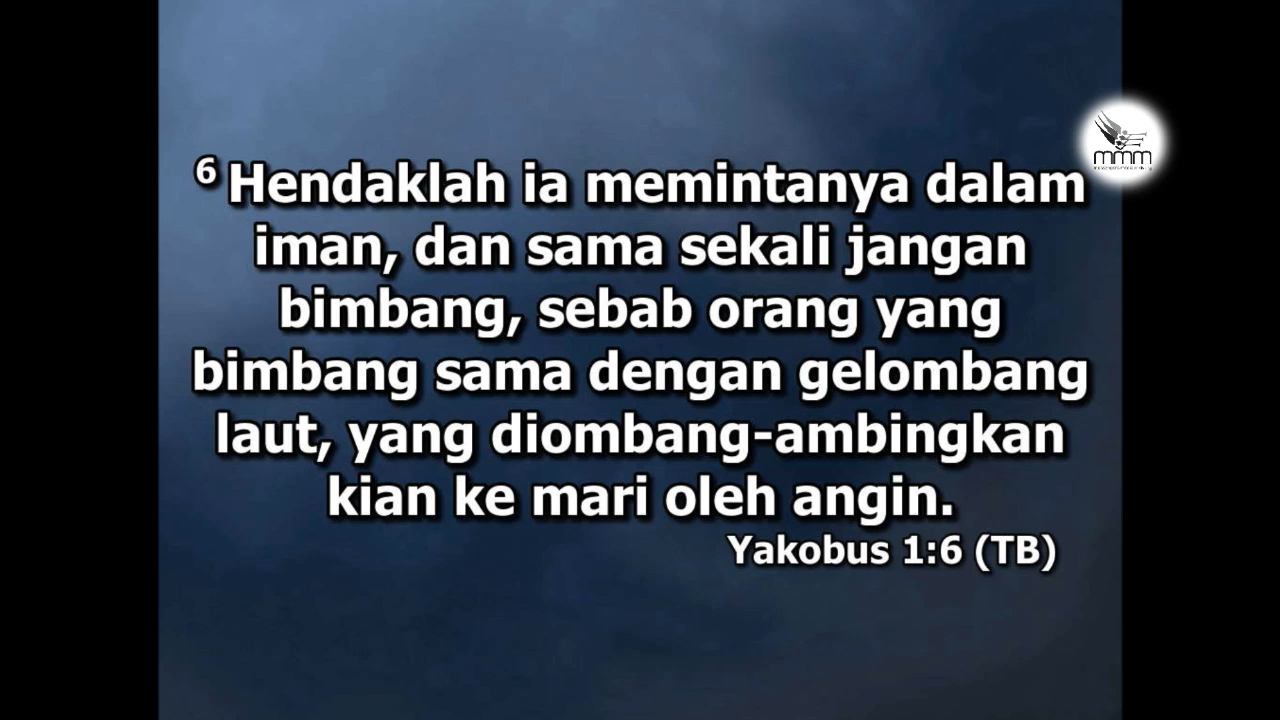 6 Hendaklah ia memintanya dalam
iman, dan sama sekali jangan
bimbang, sebab orang yang
bimbang sama dengan gelombang
laut, yang diombang-ambingkan
kian ke mari oleh angin.
Yakobus 1:6 (TB)
mmm